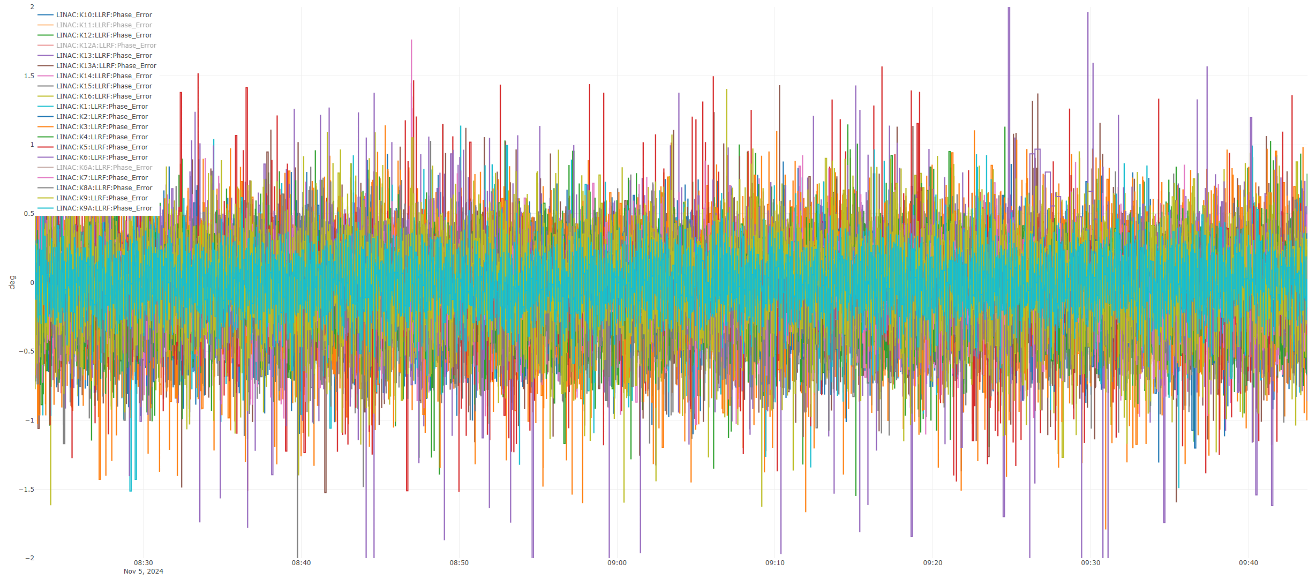 2
LINAC:K10:LLRF:Phase_Error
LINAC:K11:LLRF:Phase_Error
LINAC:K12:LLRF:Phase_Error
LINAC:K12A:LLRF:Phase_Error
LINAC:K13:LLRF:Phase_Error
LINAC:K13A:LLRF:Phase_Error
1.5
LINAC:K14:LLRF:Phase_Error
LINAC:K15:LLRF:Phase_Error
LINAC:K16:LLRF:Phase_Error
LINAC:K1:LLRF:Phase_Error
LINAC:K2:LLRF:Phase_Error
LINAC:K3:LLRF:Phase_Error
LINAC:K4:LLRF:Phase_Error
1
LINAC:K5:LLRF:Phase_Error
LINAC:K6:LLRF:Phase_Error
LINAC:K6A:LLRF:Phase_Error
LINAC:K7:LLRF:Phase_Error
LINAC:K8A:LLRF:Phase_Error
LINAC:K9:LLRF:Phase_Error
LINAC:K9A:LLRF:Phase_Error
0.5
0
deg
−0.5
−1
−1.5
−2
08:30 08:40 08:50 09:00 09:10 09:20 09:30 09:40
Nov 5, 2024